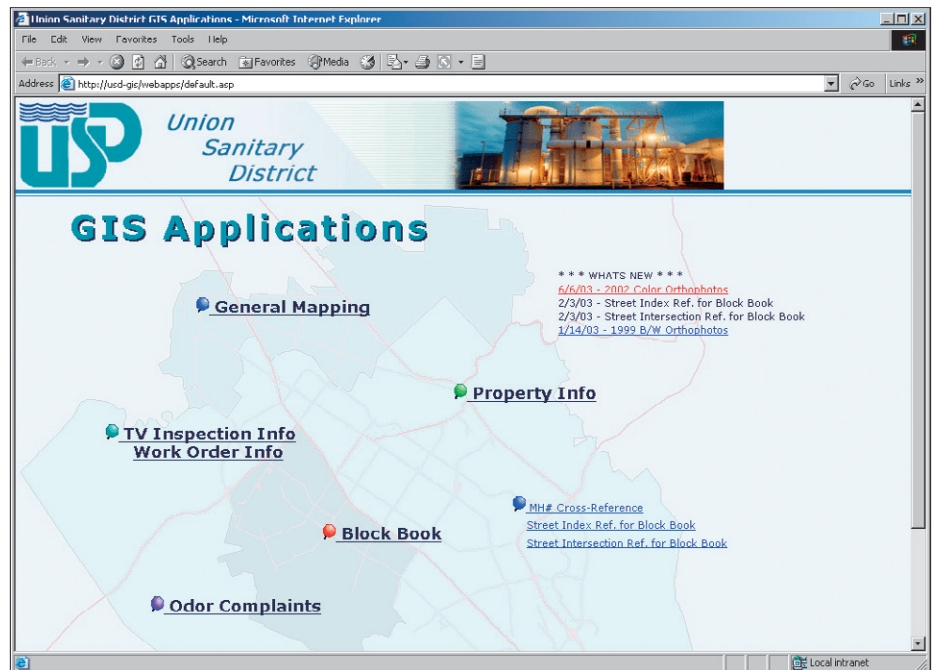 Union Sanitary District GIS Applications - Microsoft Internet Explorer
File Edit View Favorites Tools Help
Back Search Favorites Media
Address http://usd-gis/webapps/default.asp Go Links »
USD
Union
Sanitary
District
GIS Applications
* * * WHATS NEW * * *
6/6/03 - 2002 Color Orthophotos
2/3/03 - Street Index Ref. for Block Book
2/3/03 - Street Intersection Ref. for Block Book
1/14/03 - 1999 B/W Orthophotos
General Mapping
Property Info
TV Inspection Info
Work Order Info
MH# Cross-Reference
Street Index Ref. for Block Book
Street Intersection Ref. for Block Book
Block Book
Odor Complaints
Local intranet